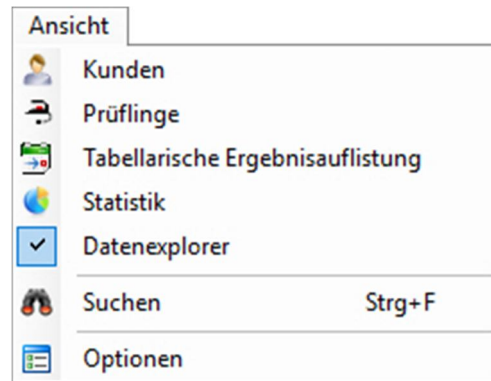 Ansicht
Kunden
Prüflinge
Tabellarische Ergebnisauflistung
Statistik
Datenexplorer
Suchen Strg+F
Optionen